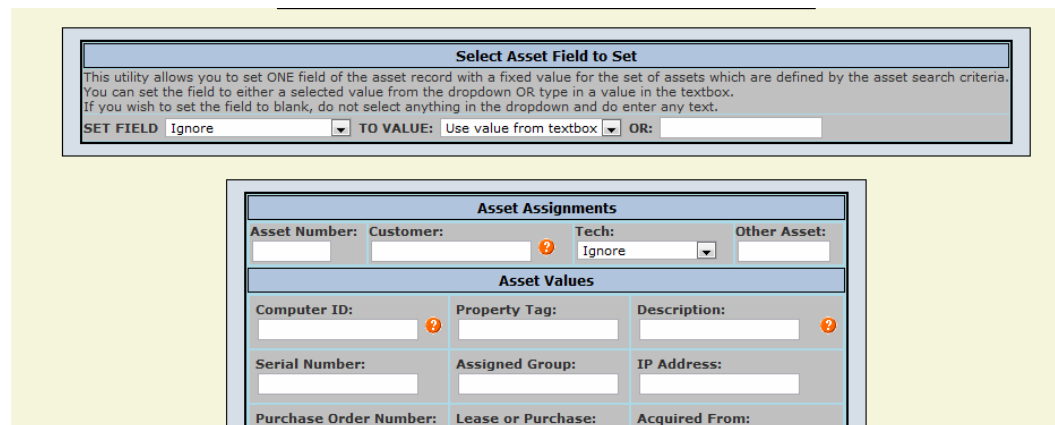 Select Asset Field to Set
This utility allows you to set ONE field of the asset record with a fixed value for the set of assets which are defined by the asset search criteria.
You can set the field to either a selected value from the dropdown OR type in a value in the textbox.
If you wish to set the field to blank, do not select anything in the dropdown and do enter any text.
SET FIELD Ignore TO VALUE: Use value from textbox OR:
Asset Assignments
Asset Number: Customer: Tech: Other Asset:
? Ignore
Asset Values
Computer ID: Property Tag: Description:
? ?
Serial Number: Assigned Group: IP Address:
Purchase Order Number: Lease or Purchase: Acquired From: